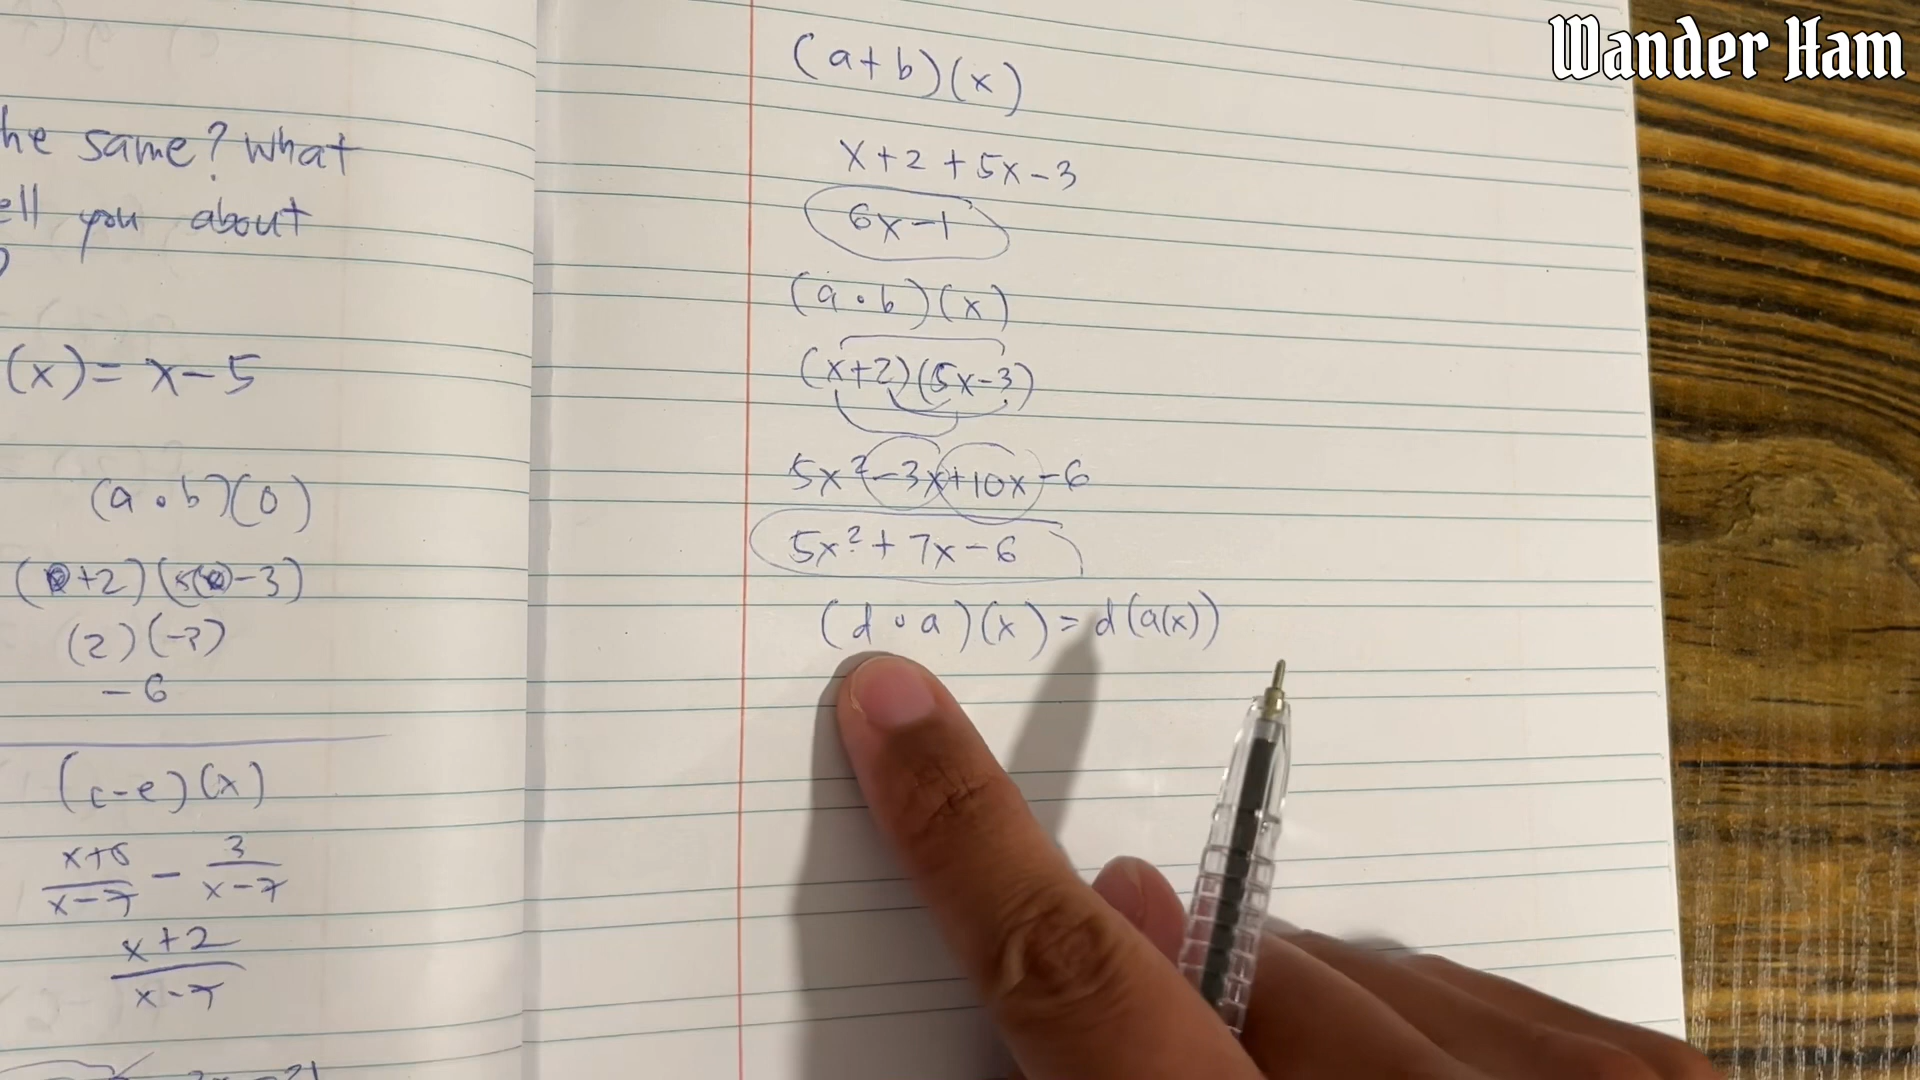 Wander Ham
he same? What
ell you about
(x) = x-5
(a • b)(0)
(0+2)(5(0)-3)
(2)(-3)
-6
(c-e)(x)
x+5/x-7 - 3/x-7
x+2/x-7
(a+b)(x)
x+2+5x-3
6x-1
(a • b)(x)
(x+2)(5x-3)
5x²-3x+10x-6
5x²+7x-6
(d ∘ a)(x) = d(a(x))